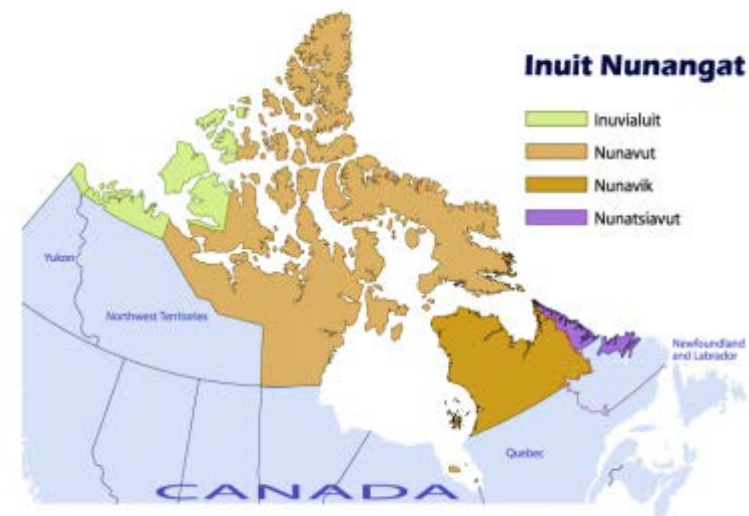 Inuit Nunangat
Inuvialuit
Nunavut
Nunavik
Nunatsiavut
Yukon
Northwest Territories
Newfoundland
and Labrador
Quebec
CANADA